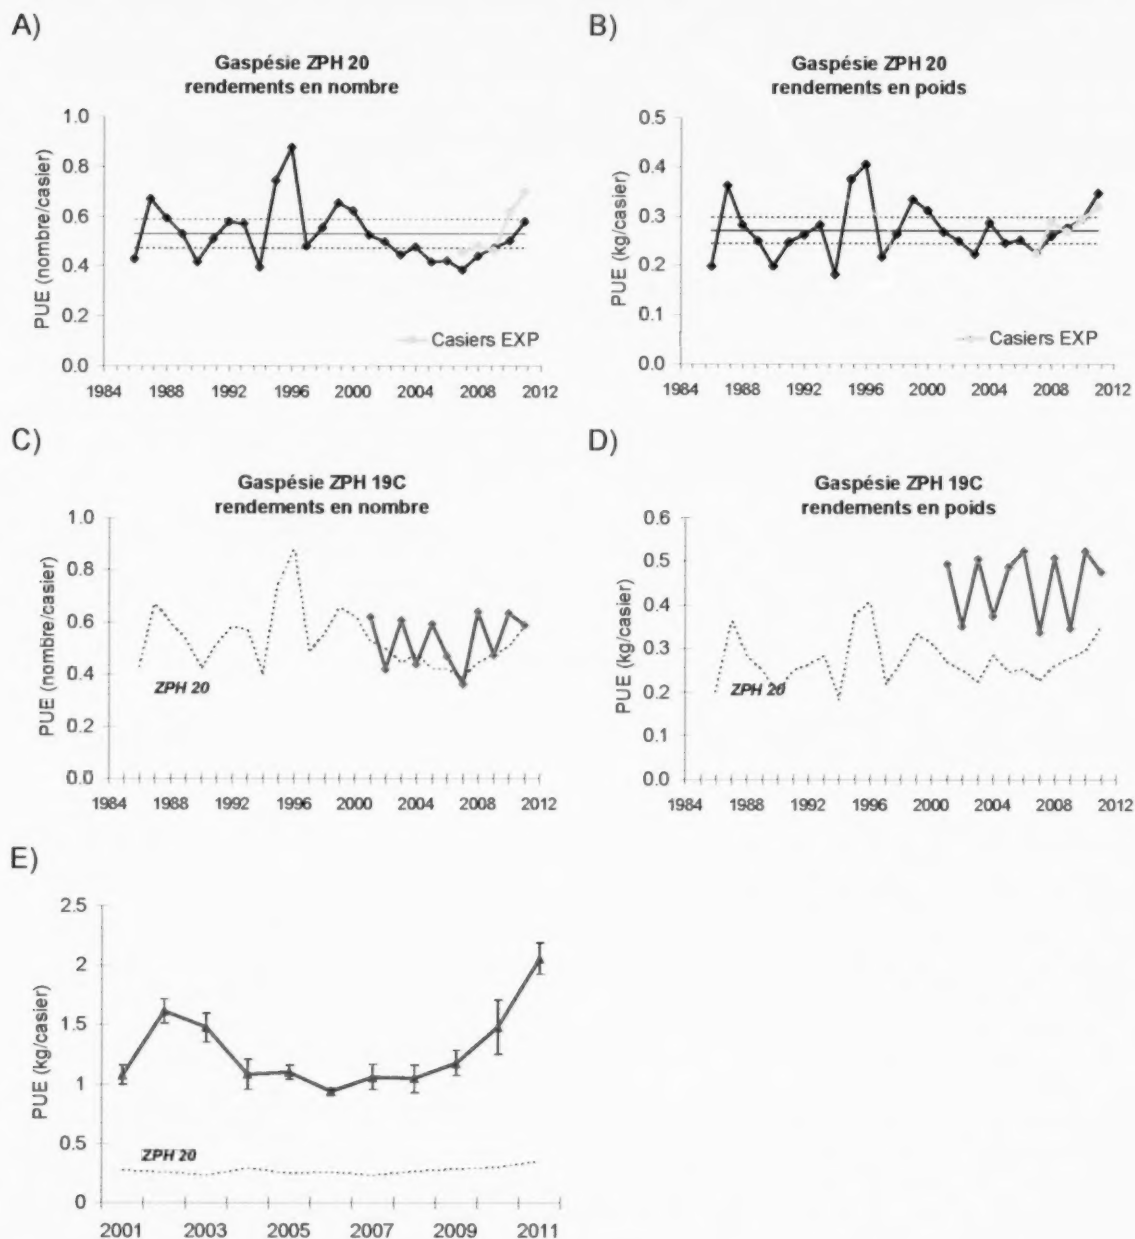 A)
Gaspésie ZPH 20
rendements en nombre
PUE (nombre/casier)
1.0
0.8
0.6
0.4
0.2
0.0
Casiers EXP
1984 1988 1992 1996 2000 2004 2008 2012
B)
Gaspésie ZPH 20
rendements en poids
PUE (kg/casier)
0.5
0.4
0.3
0.2
0.1
0.0
Casiers EXP
1984 1988 1992 1996 2000 2004 2008 2012
C)
Gaspésie ZPH 19C
rendements en nombre
PUE (nombre/casier)
1.0
0.8
0.6
0.4
0.2
0.0
ZPH 20
1984 1988 1992 1996 2000 2004 2008 2012
D)
Gaspésie ZPH 19C
rendements en poids
PUE (kg/casier)
0.6
0.5
0.4
0.3
0.2
0.1
0.0
ZPH 20
1984 1988 1992 1996 2000 2004 2008 2012
E)
PUE (kg/casier)
2.5
2
1.5
1
0.5
0
ZPH 20
2001 2003 2005 2007 2009 2011